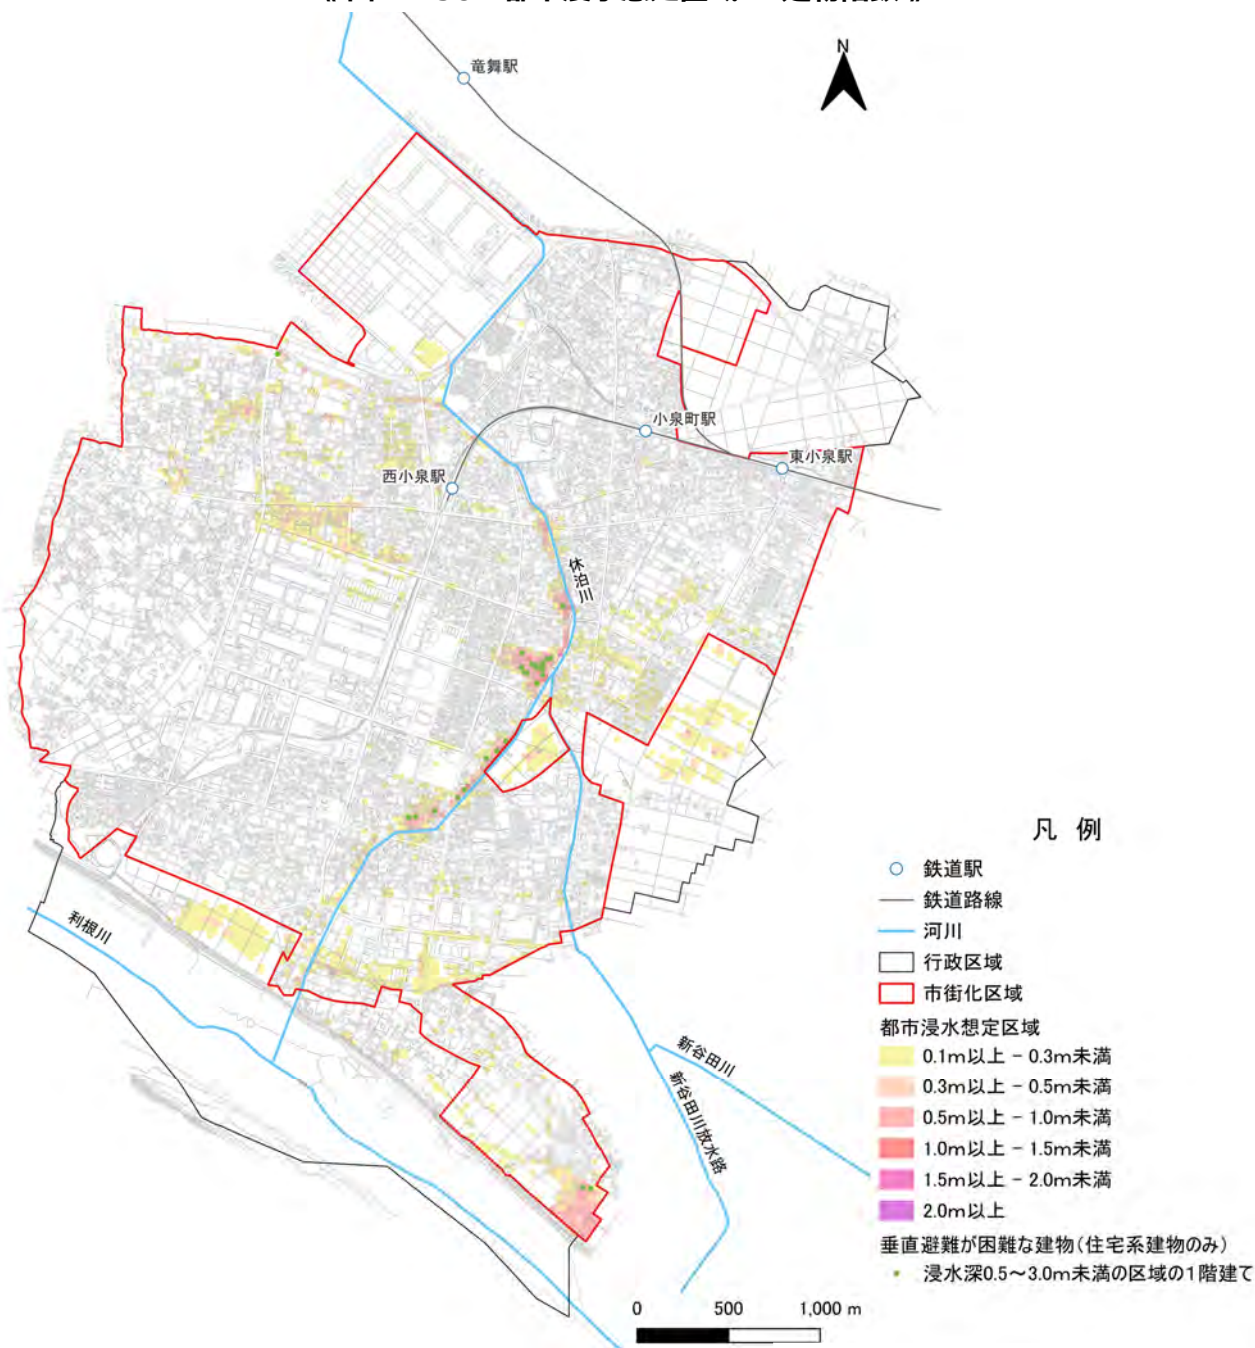 N
竜舞駅
小泉町駅
東小泉駅
西小泉駅
休泊川
利根川
新谷田川
新谷田川放水路
凡 例
鉄道駅
鉄道路線
河川
行政区域
市街化区域
都市浸水想定区域
0.1m以上 - 0.3m未満
0.3m以上 - 0.5m未満
0.5m以上 - 1.0m未満
1.0m以上 - 1.5m未満
1.5m以上 - 2.0m未満
2.0m以上
垂直避難が困難な建物(住宅系建物のみ)
浸水深0.5~3.0m未満の区域の1階建て
0 500 1,000 m